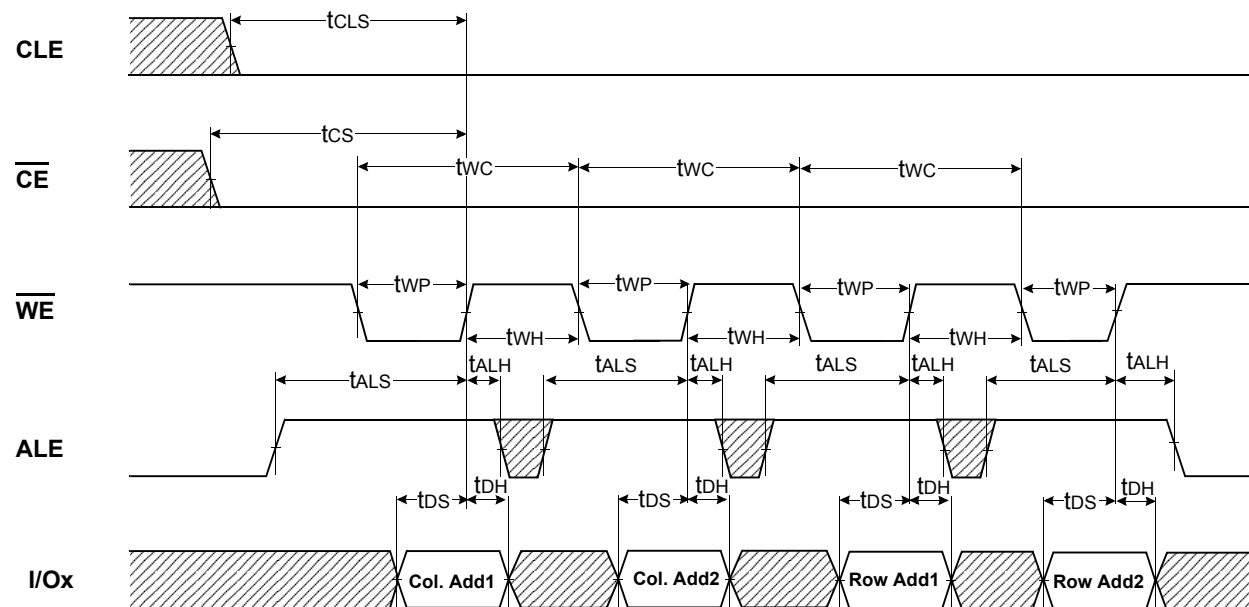 CLE
tCLS
CE
tCS
tWC tWC tWC
WE
tWP tWP tWP tWP
tWH tWH tWH
ALE
tALS tALH tALS tALH tALS tALH tALS tALH
I/Ox
tDS tDH tDS tDH tDS tDH tDS tDH
Col. Add1 Col. Add2 Row Add1 Row Add2